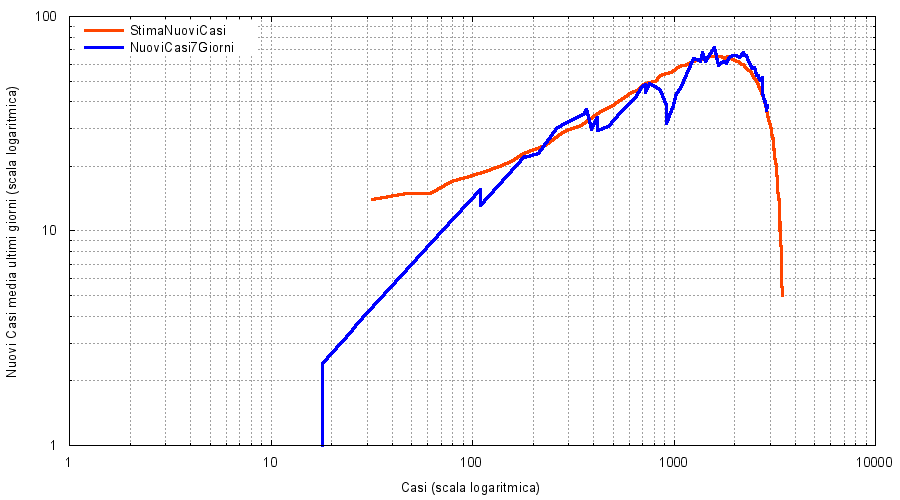 100
StimaNuoviCasi
NuoviCasi7Giorni
10
1
Nuovi Casi media ultimi giorni (scala logaritmica)
1 10 100 1000 10000
Casi (scala logaritmica)